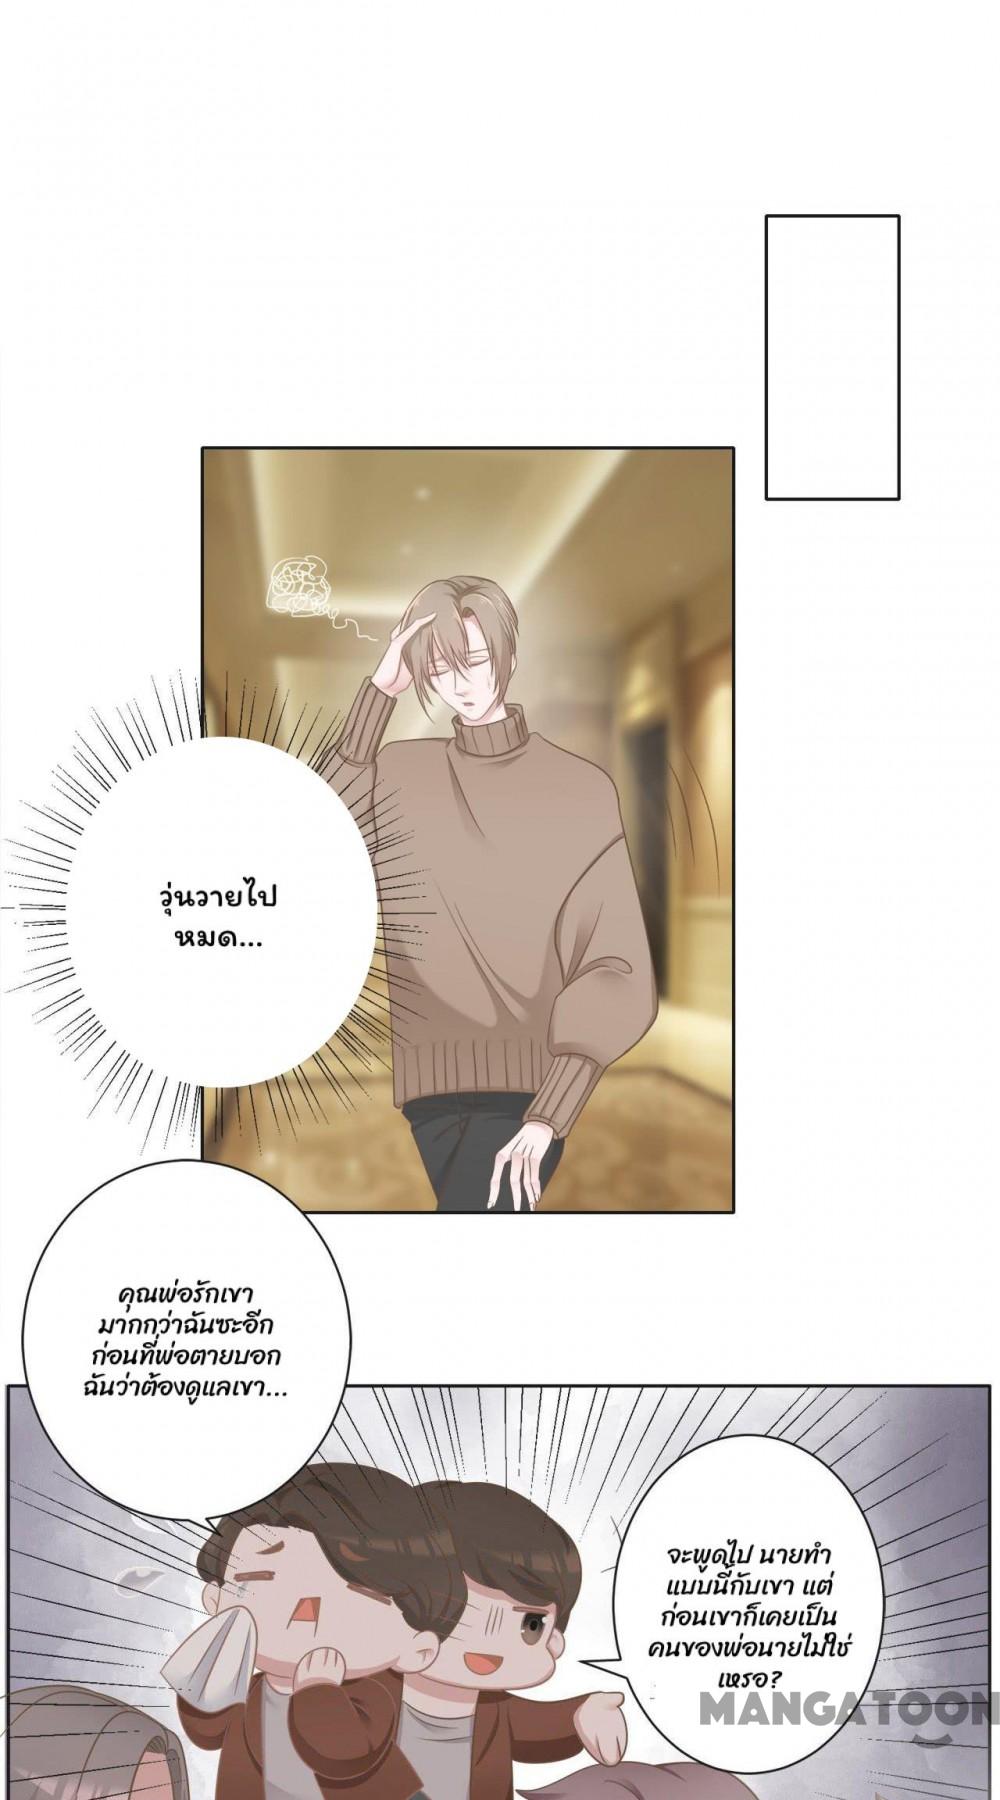 วุ่นวายไป
หมด...
คุณพ่อรักเขา
มากกว่าฉันซะอีก
ก่อนที่พ่อตายบอก
ฉันว่าต้องดูแลเขา...
จะพูดไป นายทำ
แบบนี้กับเขา แต่
ก่อนเขาก็เคยเป็น
คนของพ่อนายไม่ใช่
เหรอ?
MANGATOON